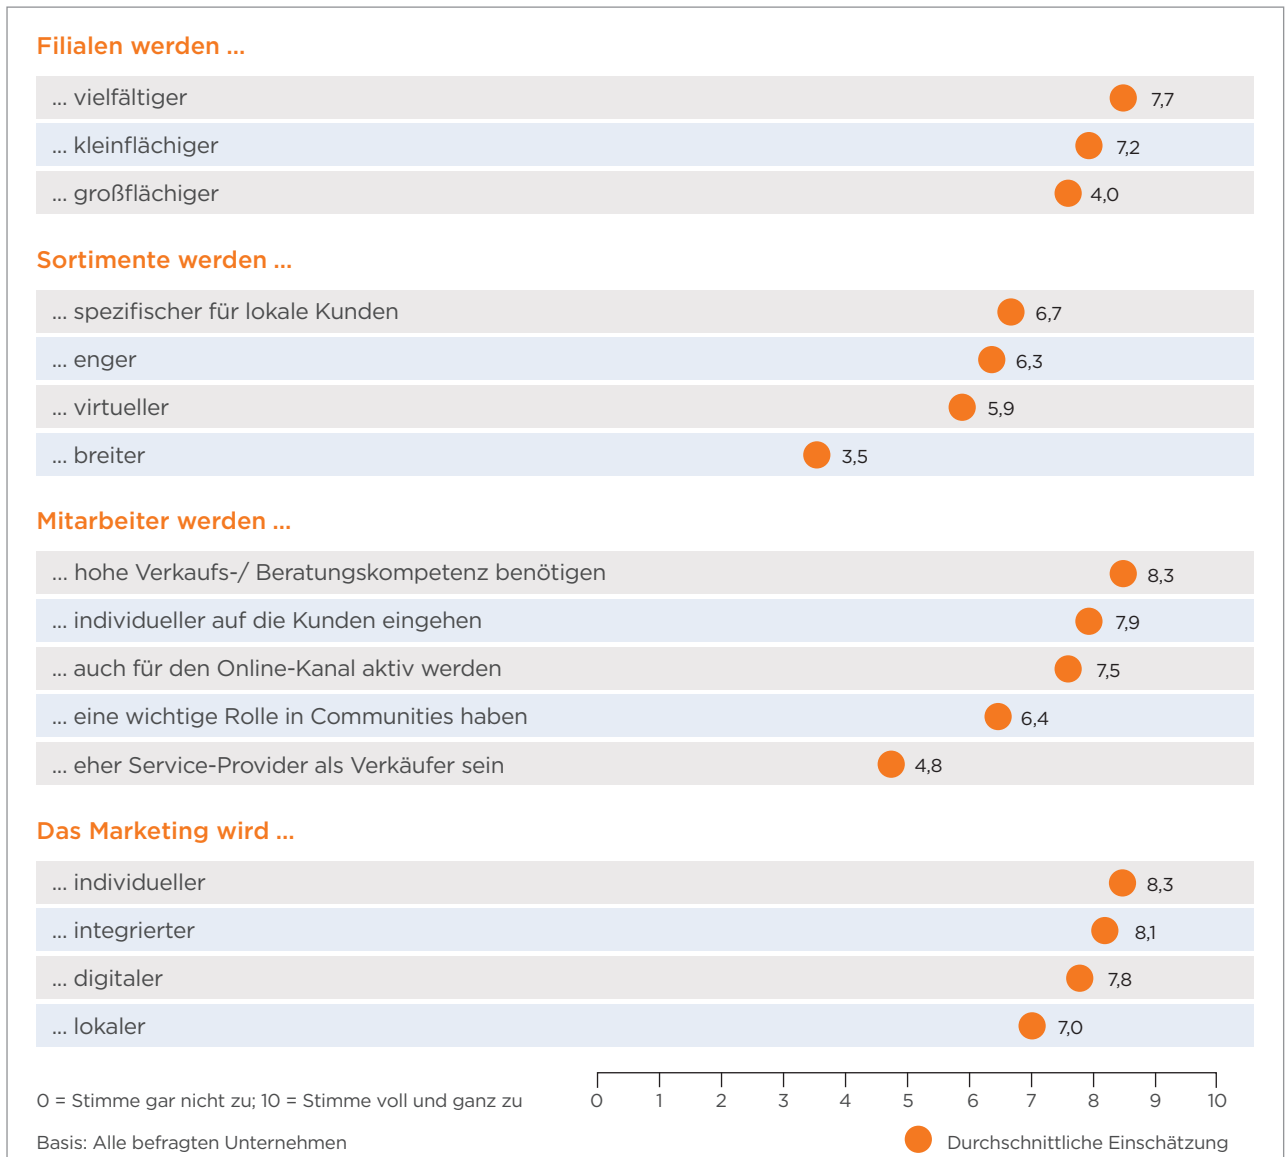 Filialen werden ...
... vielfältiger 7,7
... kleinflächiger 7,2
... großflächiger 4,0
Sortimente werden ...
... spezifischer für lokale Kunden 6,7
... enger 6,3
... virtueller 5,9
... breiter 3,5
Mitarbeiter werden ...
... hohe Verkaufs-/ Beratungskompetenz benötigen 8,3
... individueller auf die Kunden eingehen 7,9
... auch für den Online-Kanal aktiv werden 7,5
... eine wichtige Rolle in Communities haben 6,4
... eher Service-Provider als Verkäufer sein 4,8
Das Marketing wird ...
... individueller 8,3
... integrierter 8,1
... digitaler 7,8
... lokaler 7,0
0 = Stimme gar nicht zu; 10 = Stimme voll und ganz zu 0 1 2 3 4 5 6 7 8 9 10
Basis: Alle befragten Unternehmen Durchschnittliche Einschätzung